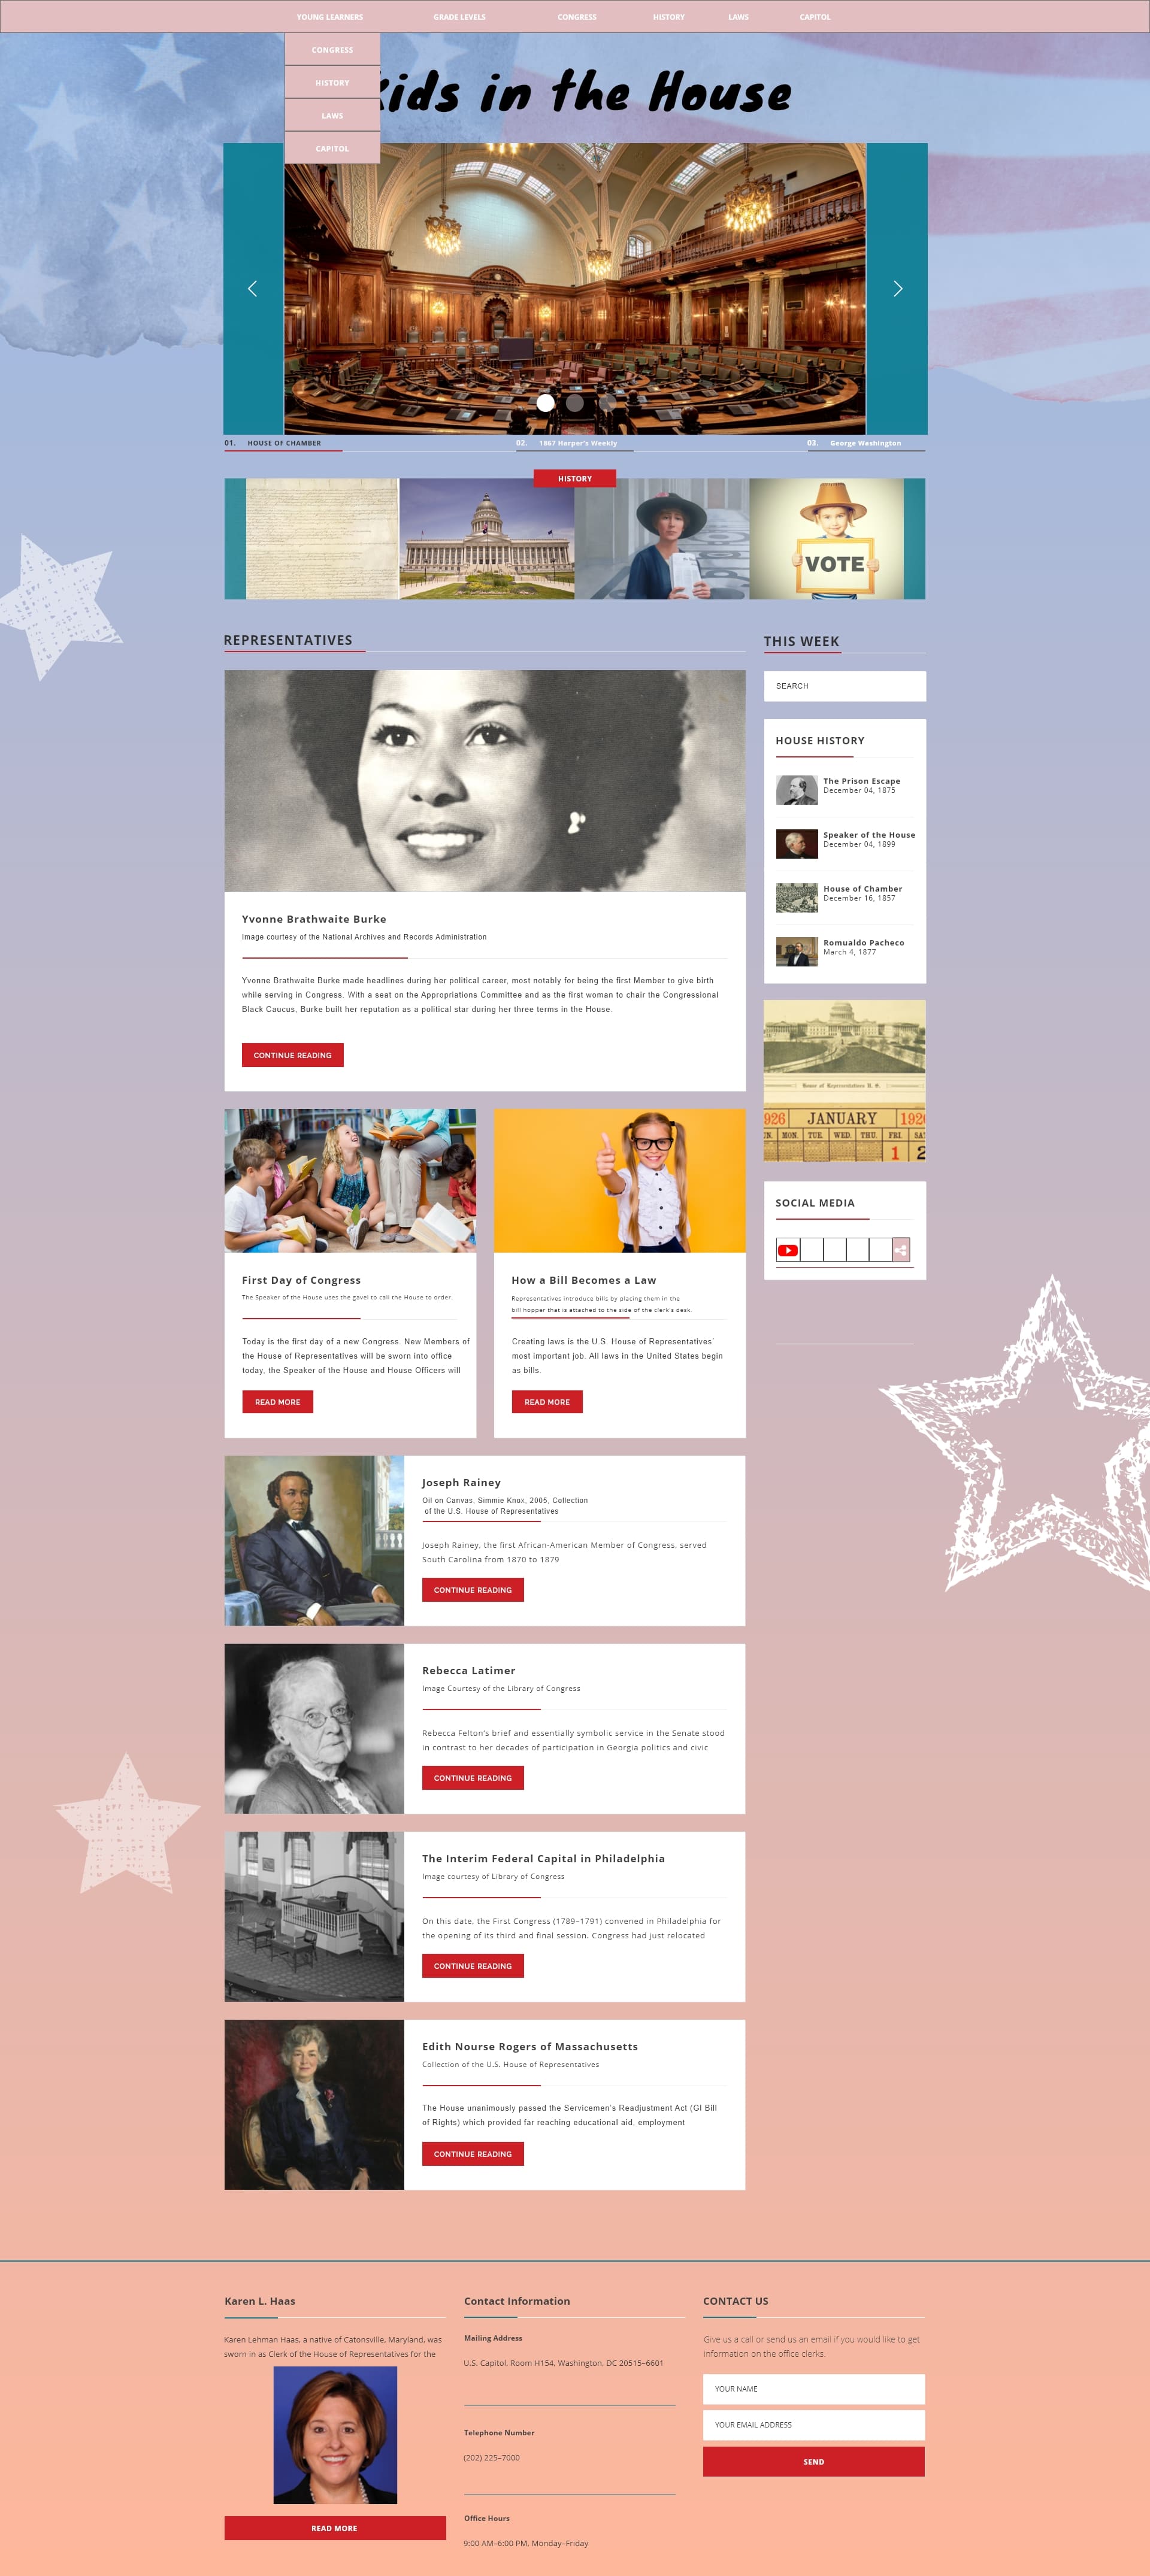 YOUNG LEARNERS
GRADE LEVELS
CONGRESS
HISTORY
LAWS
CAPITOL
CONGRESS
HISTORY
LAWS
CAPITOL
Kids in the House
01. HOUSE OF CHAMBER
02. 1867 Harper's Weekly
03. George Washington
HISTORY
VOTE
REPRESENTATIVES
Yvonne Brathwaite Burke
Image courtesy of the National Archives and Records Administration
Yvonne Brathwaite Burke made headlines during her political career, most notably for being the first Member to give birth
while serving in Congress. With a seat on the Appropriations Committee and as the first woman to chair the Congressional
Black Caucus, Burke built her reputation as a political star during her three terms in the House.
CONTINUE READING
First Day of Congress
The Speaker of the House uses the gavel to call the House to order.
Today is the first day of a new Congress. New Members of
the House of Representatives will be sworn into office
today, the Speaker of the House and House Officers will
READ MORE
How a Bill Becomes a Law
Representatives introduce bills by placing them in the
bill hopper that is attached to the side of the clerk's desk.
Creating laws is the U.S. House of Representatives'
most important job. All laws in the United States begin
as bills.
READ MORE
Joseph Rainey
Oil on Canvas, Simmie Knox, 2005, Collection
of the U.S. House of Representatives
Joseph Rainey, the first African-American Member of Congress, served
South Carolina from 1870 to 1879
CONTINUE READING
Rebecca Latimer
Image Courtesy of the Library of Congress
Rebecca Felton's brief and essentially symbolic service in the Senate stood
in contrast to her decades of participation in Georgia politics and civic
CONTINUE READING
The Interim Federal Capital in Philadelphia
Image courtesy of Library of Congress
On this date, the First Congress (1789–1791) convened in Philadelphia for
the opening of its third and final session. Congress had just relocated
CONTINUE READING
Edith Nourse Rogers of Massachusetts
Collection of the U.S. House of Representatives
The House unanimously passed the Servicemen's Readjustment Act (GI Bill
of Rights) which provided far reaching educational aid, employment
CONTINUE READING
THIS WEEK
SEARCH
HOUSE HISTORY
The Prison Escape
December 04, 1875
Speaker of the House
December 04, 1899
House of Chamber
December 16, 1857
Romualdo Pacheco
March 4, 1877
House of Representatives U. S.
926 JANUARY 192
N. MON. TUE. WED. THU. FRI. SAT
1 2
SOCIAL MEDIA
Karen L. Haas
Karen Lehman Haas, a native of Catonsville, Maryland, was
sworn in as Clerk of the House of Representatives for the
READ MORE
Contact Information
Mailing Address
U.S. Capitol, Room H154, Washington, DC 20515–6601
Telephone Number
(202) 225–7000
Office Hours
9:00 AM–6:00 PM, Monday–Friday
CONTACT US
Give us a call or send us an email if you would like to get
information on the office clerks.
YOUR NAME
YOUR EMAIL ADDRESS
SEND